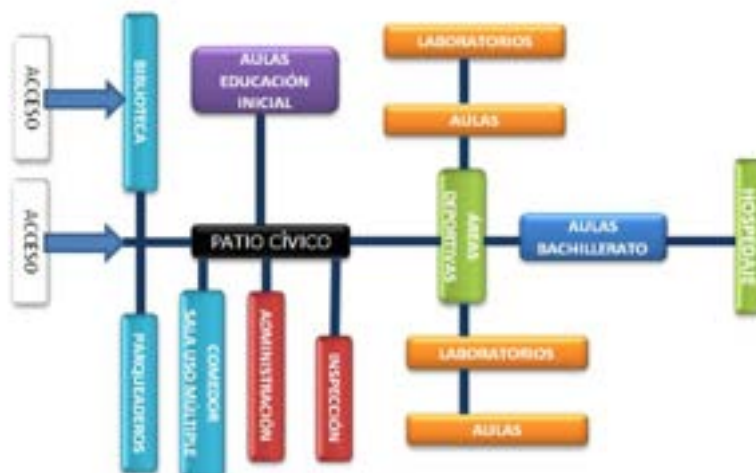 ACCESO
BIBLIOTECA
AULAS
EDUCACIÓN
INICIAL
LABORATORIOS
AULAS
ACCESO
PATIO CÍVICO
ÁREAS
DEPORTIVAS
AULAS
BACHILLERATO
PARQUEADEROS
COMEDOR
SALA USO MÚLTIPLE
ADMINISTRACIÓN
INSPECCIÓN
LABORATORIOS
AULAS